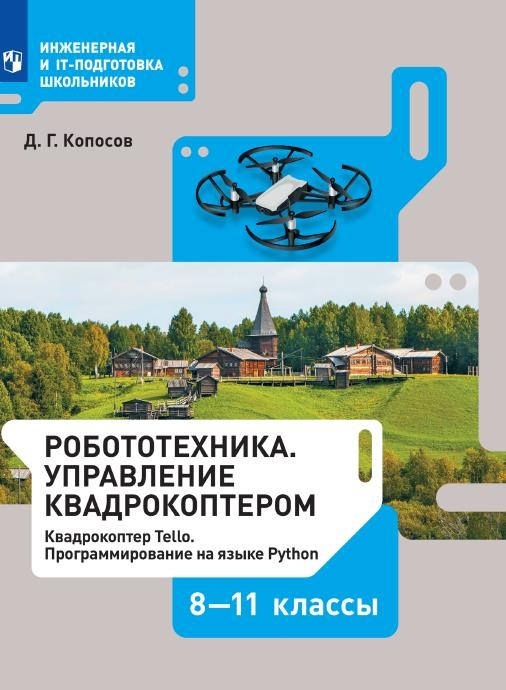 ИНЖЕНЕРНАЯ
И IT-ПОДГОТОВКА
ШКОЛЬНИКОВ
Д. Г. Копосов
РОБОТОТЕХНИКА.
УПРАВЛЕНИЕ
КВАДРОКОПТЕРОМ
Квадрокоптер Tello.
Программирование на языке Python
8—11 классы